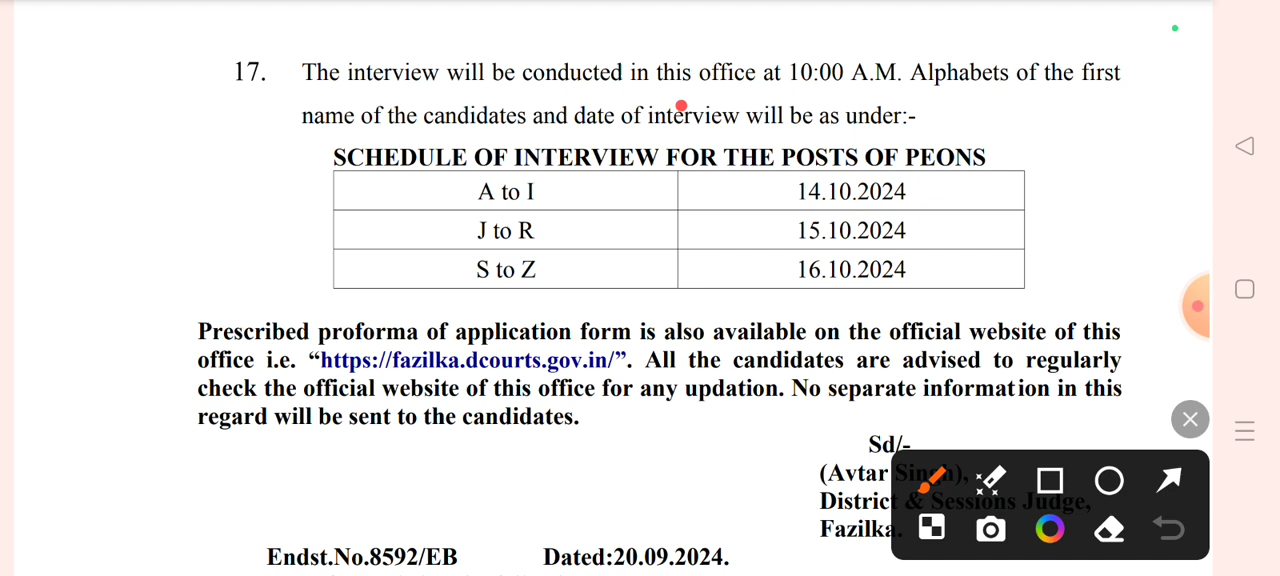 17. The interview will be conducted in this office at 10:00 A.M. Alphabets of the first
name of the candidates and date of interview will be as under:-
SCHEDULE OF INTERVIEW FOR THE POSTS OF PEONS
A to I 14.10.2024
J to R 15.10.2024
S to Z 16.10.2024
Prescribed proforma of application form is also available on the official website of this
office i.e. “https://fazilka.dcourts.gov.in/”. All the candidates are advised to regularly
check the official website of this office for any updation. No separate information in this
regard will be sent to the candidates.
Sd/-
(Avtar Singh),
District & Sessions Judge,
Fazilka.
Endst.No.8592/EB Dated:20.09.2024.